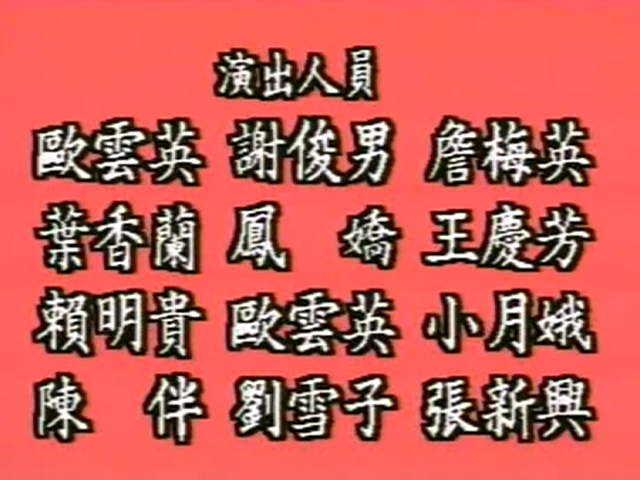 演出人員
歐雲英 謝俊男 詹梅英
葉香蘭 鳳 嬌 王慶芳
賴明貴 歐雲英 小月娥
陳 伴 劉雪子 張新興